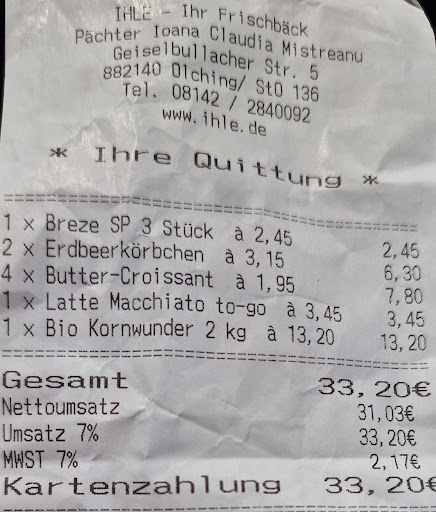 IHLE - Ihr Frischbäck
Pächter Ioana Claudia Mistreanu
Geiselbullacher Str. 5
882140 Olching/ StO 136
Tel. 08142 / 2840092
www.ihle.de
* Ihre Quittung *
1 x Breze SP 3 Stück à 2,45 2,45
2 x Erdbeerkörbchen à 3,15 6,30
4 x Butter-Croissant à 1,95 7,80
1 x Latte Macchiato to-go à 3,45 3,45
1 x Bio Kornwunder 2 kg à 13,20 13,20
Gesamt 33,20€
Nettoumsatz 31,03€
Umsatz 7% 33,20€
MWST 7% 2,17€
Kartenzahlung 33,20€